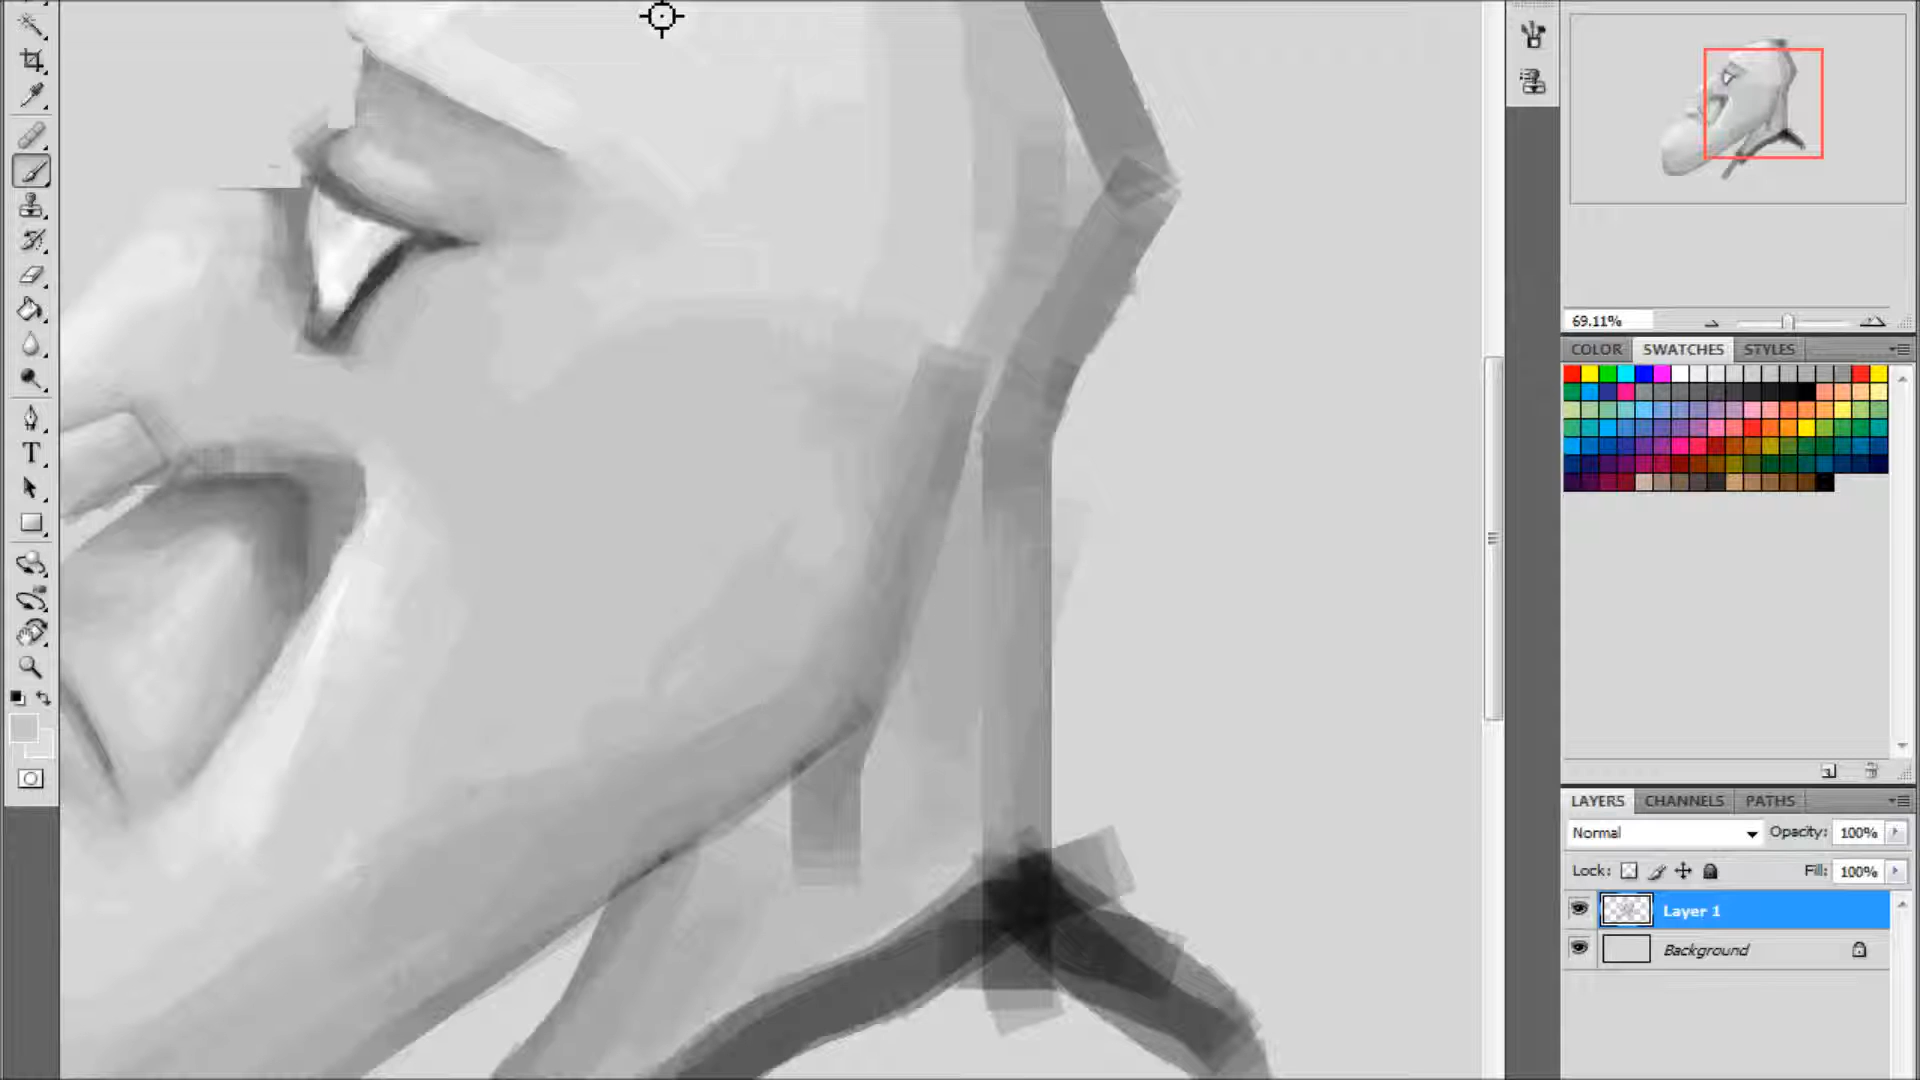 69.11%
COLOR SWATCHES STYLES
LAYERS CHANNELS PATHS
Normal Opacity: 100%
Lock: Fill: 100%
Layer 1
Background
T